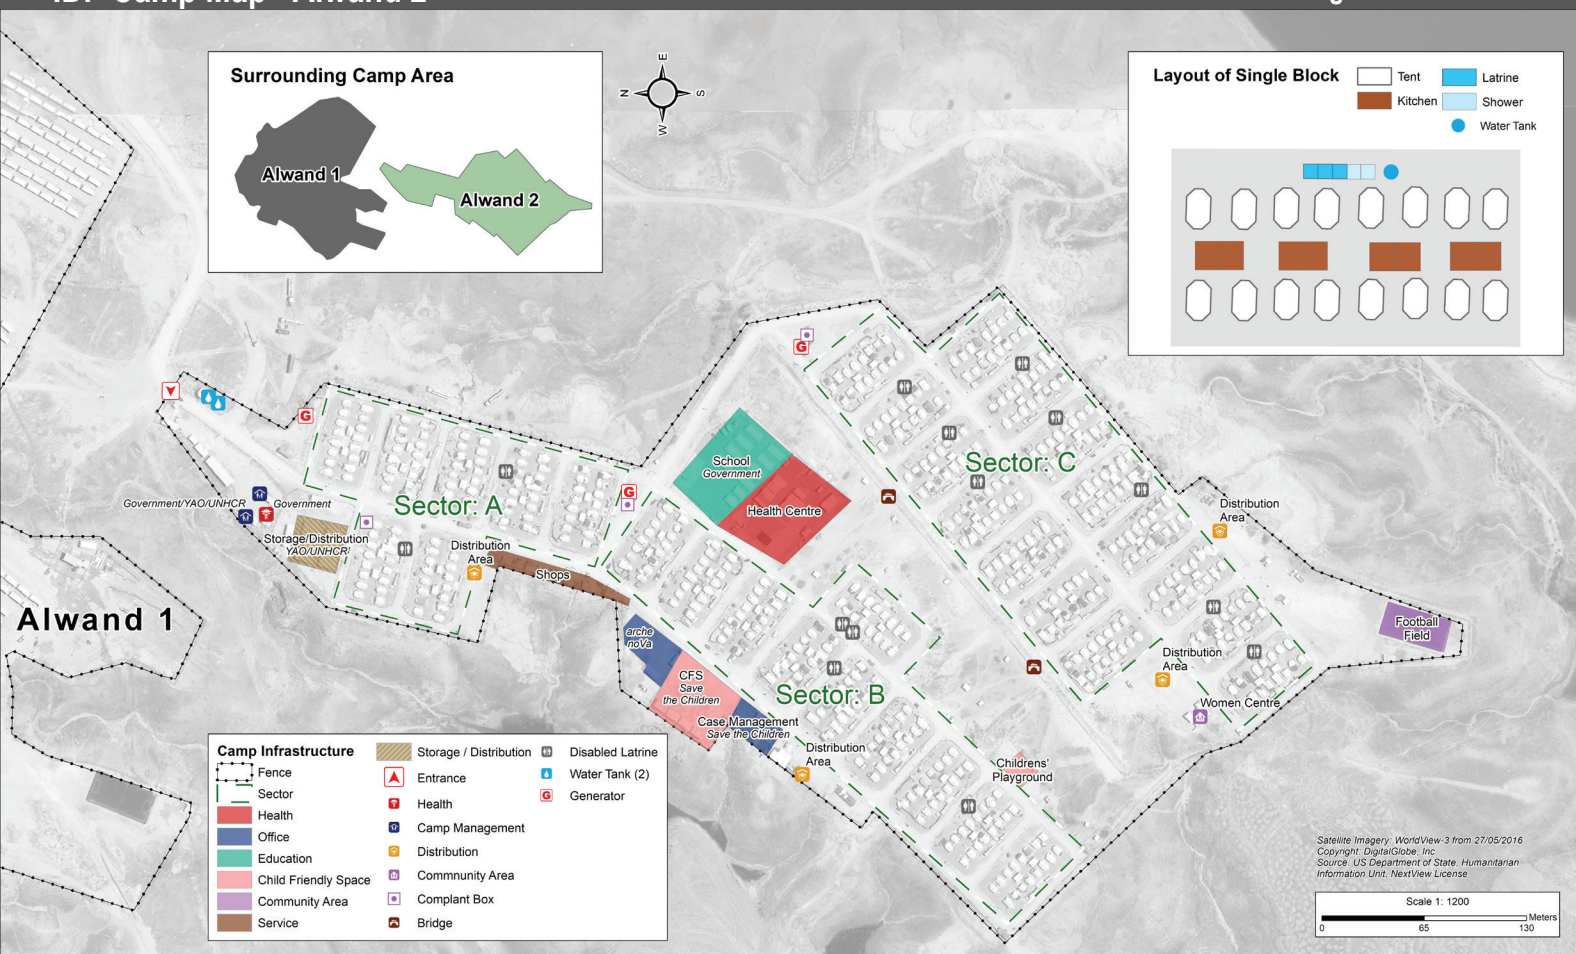 IDP Camp Map - Alwand 2
Surrounding Camp Area
Alwand 1
Alwand 2
E
N
S
W
Layout of Single Block
Tent
Latrine
Kitchen
Shower
Water Tank
School
Government
Health Centre
Sector: C
Sector: A
Sector: B
Government/YAO/UNHCR
Government
Storage/Distribution
YAO/UNHCR
Distribution
Area
Shops
Distribution
Area
Alwand 1
arche
noVa
CFS
Save
the Children
Case Management
Save the Children
Distribution
Area
Distribution
Area
Women Centre
Football
Field
Childrens'
Playground
G
G
G
Camp Infrastructure
Fence
Sector
Health
Office
Education
Child Friendly Space
Community Area
Service
Storage / Distribution
Entrance
Health
Camp Management
Distribution
Commnunity Area
Complant Box
Bridge
Disabled Latrine
Water Tank (2)
G
Generator
Satellite Imagery: WorldView-3 from 27/05/2016
Copyright: DigitalGlobe, Inc
Source: US Department of State, Humanitarian
Information Unit, NextView License
Scale 1: 1200
Meters
0
65
130